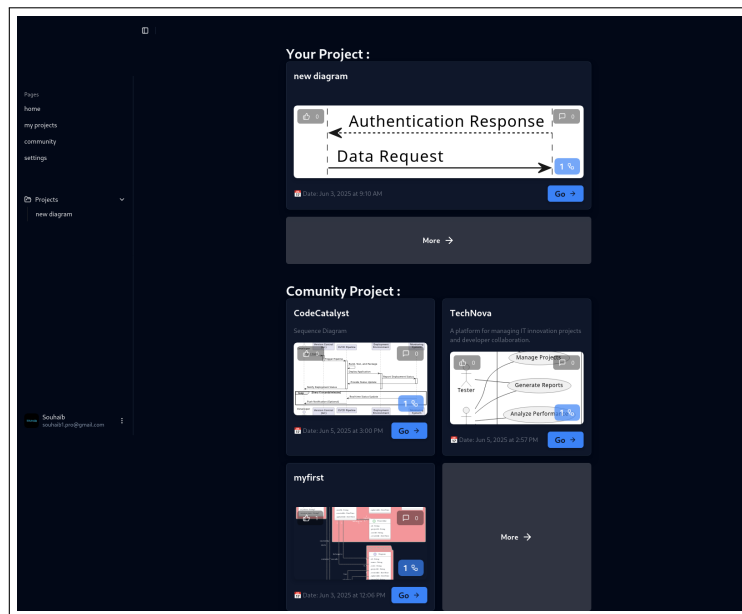 Your Project :
new diagram
0
0
Authentication Response
Data Request
1
Date: Jun 3, 2025 at 9:10 AM
Go →
More →
Pages
home
my projects
community
settings
Projects
new diagram
Comunity Project :
CodeCatalyst
Sequence Diagram
0
1
Date: Jun 5, 2025 at 3:00 PM
Go →
TechNova
A platform for managing IT innovation projects
and developer collaboration.
0
0
Manage Projects
Tester
Generate Reports
Analyze Performa
1
Date: Jun 5, 2025 at 2:57 PM
Go →
myfirst
0
1
Date: Jun 3, 2025 at 12:06 PM
Go →
More →
Souhaib
souhaib1.pro@gmail.com